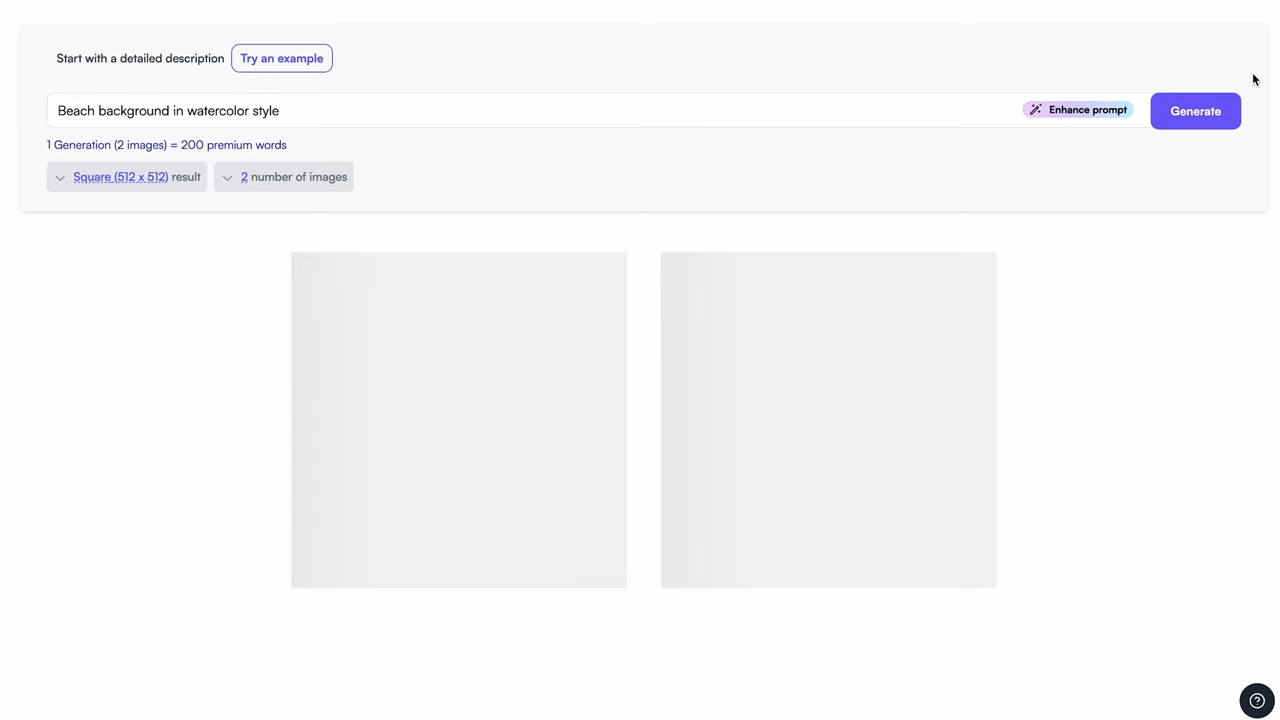 Start with a detailed description Try an example
Beach background in watercolor style Enhance prompt Generate
1 Generation (2 images) = 200 premium words
Square (512 x 512) result 2 number of images
?